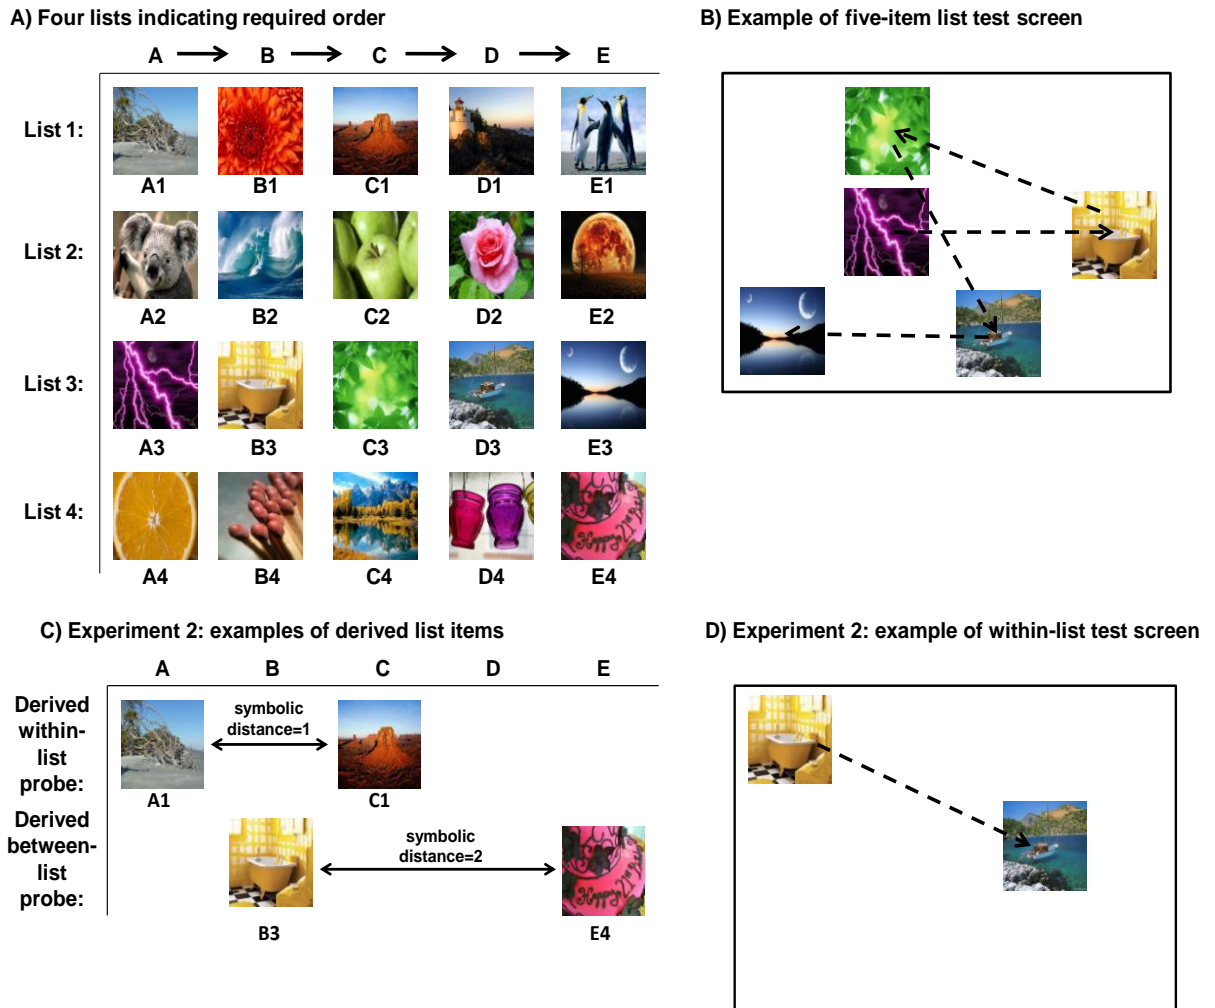 A) Four lists indicating required order
B) Example of five-item list test screen
A B C D E
List 1:
A1 B1 C1 D1 E1
List 2:
A2 B2 C2 D2 E2
List 3:
A3 B3 C3 D3 E3
List 4:
Happy 21st
A4 B4 C4 D4 E4
C) Experiment 2: examples of derived list items
D) Experiment 2: example of within-list test screen
A B C D E
Derived
within-
list
probe:
symbolic
distance=1
A1 C1
Derived
between-
list
probe:
symbolic
distance=2
Happy 21st
B3 E4